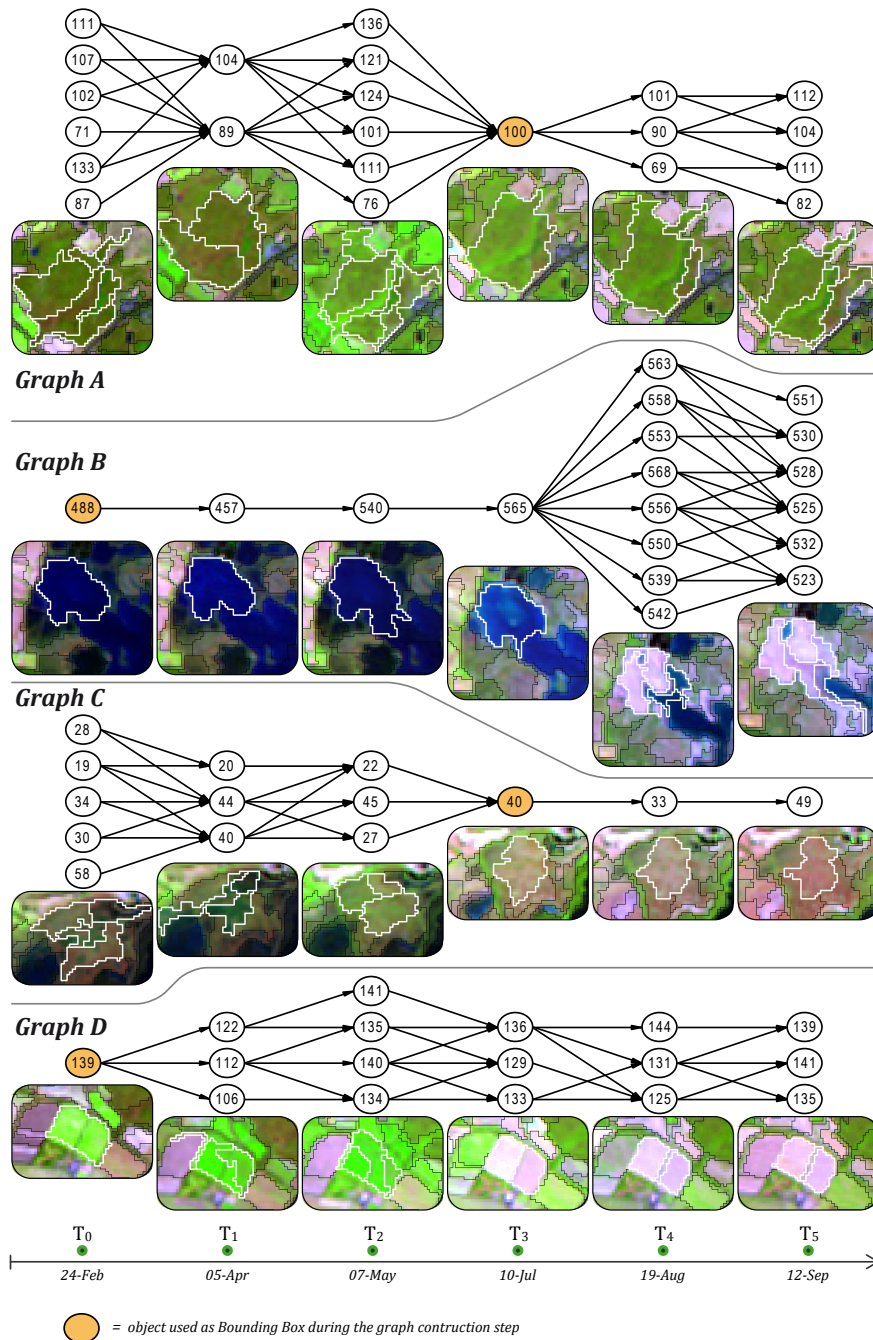 111 136
107 104 121
102 124 101 112
71 89 101 100 90 104
133 111 69 111
87 76 82
Graph A
563
558 551
Graph B
553 530
568 528
488 457 540 565 556 525
550 532
539 523
542
Graph C
28
19 20 22
34 44 45 40 33 49
30 40 27
58
Graph D
141
122 135 136 144 139
139 112 140 129 131 141
106 134 133 125 135
T0 T1 T2 T3 T4 T5
24-Feb 05-Apr 07-May 10-Jul 19-Aug 12-Sep
= object used as Bounding Box during the graph contruction step